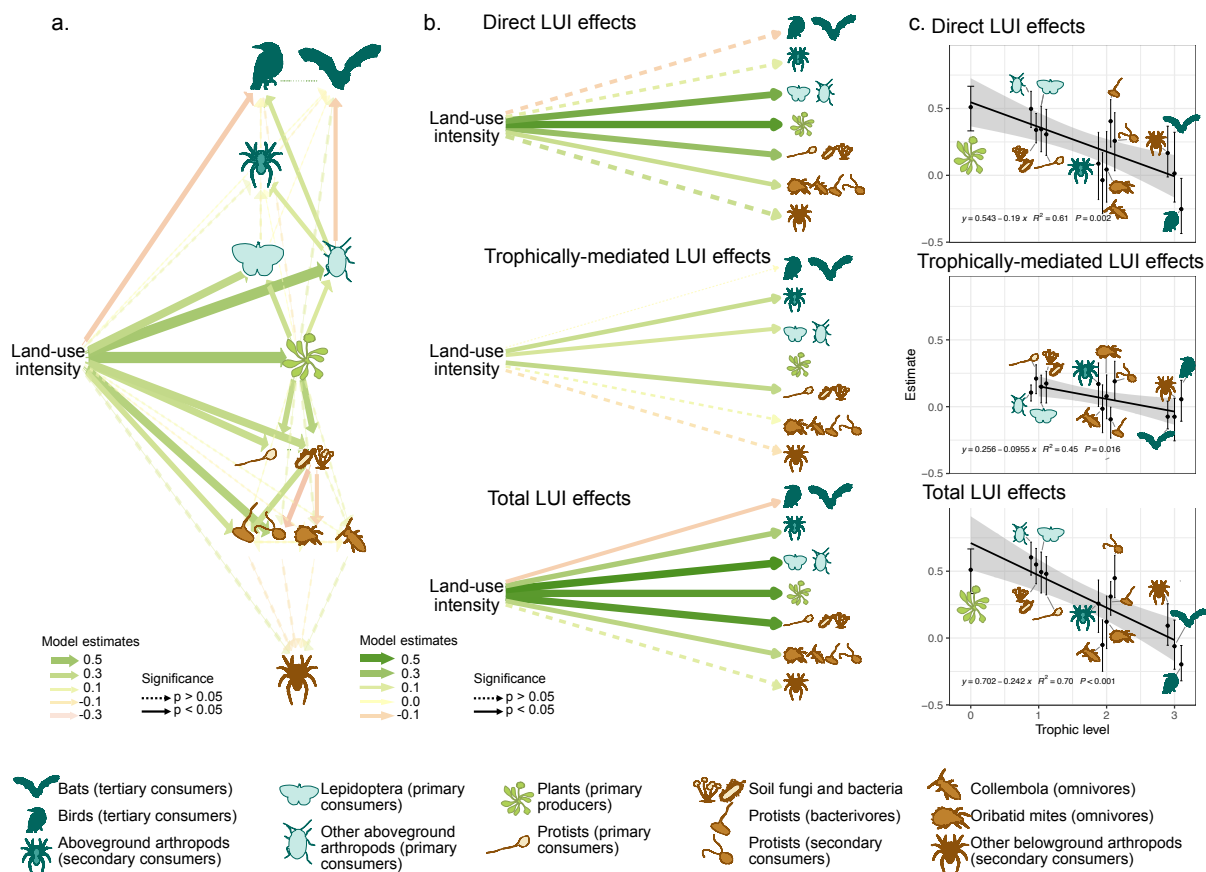 a.
Land-use
intensity
Model estimates
0.5
0.3
0.1
-0.1
-0.3
Significance
p > 0.05
p < 0.05
b.
Direct LUI effects
Land-use
intensity
Trophically-mediated LUI effects
Land-use
intensity
Total LUI effects
Land-use
intensity
Model estimates
0.5
0.3
0.1
0.0
-0.1
Significance
p > 0.05
p < 0.05
c.
Direct LUI effects
0.5
0.0
−0.5
y = 0.543 − 0.19 x R² = 0.61 P = 0.002
Trophically-mediated LUI effects
Estimate
0.5
0.0
−0.5
y = 0.256 − 0.0955 x R² = 0.45 P = 0.016
Total LUI effects
0.5
0.0
−0.5
y = 0.702 − 0.242 x R² = 0.70 P < 0.001
0 1 2 3
Trophic level
Bats (tertiary consumers)
Birds (tertiary consumers)
Aboveground arthropods
(secondary consumers)
Lepidoptera (primary
consumers)
Other aboveground
arthropods (primary
consumers)
Plants (primary
producers)
Protists (primary
consumers)
Soil fungi and bacteria
Protists (bacterivores)
Protists (secondary
consumers)
Collembola (omnivores)
Oribatid mites (omnivores)
Other belowground arthropods
(secondary consumers)